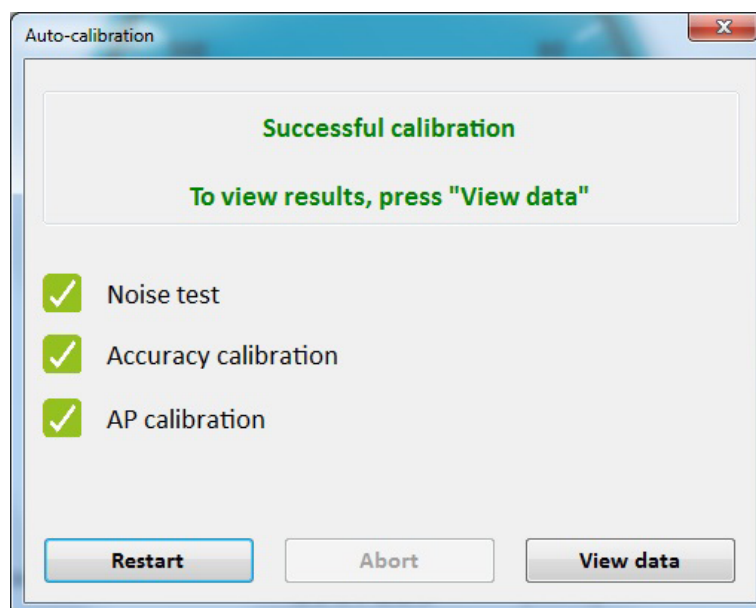 Auto-calibration
Successful calibration
To view results, press "View data"
Noise test
Accuracy calibration
AP calibration
Restart
Abort
View data